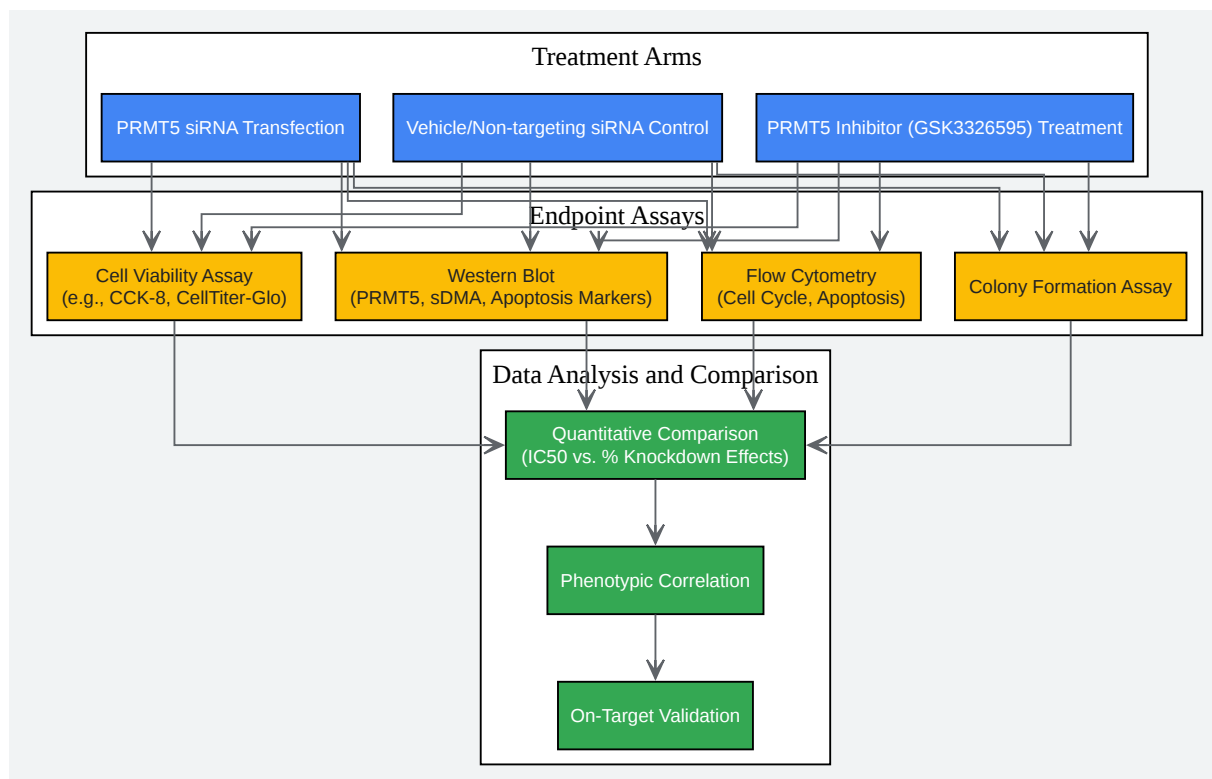 Treatment Arms
PRMT5 siRNA Transfection
Vehicle/Non-targeting siRNA Control
PRMT5 Inhibitor (GSK3326595) Treatment
Endpoint Assays
Cell Viability Assay
(e.g., CCK-8, CellTiter-Glo)
Western Blot
(PRMT5, sDMA, Apoptosis Markers)
Flow Cytometry
(Cell Cycle, Apoptosis)
Colony Formation Assay
Data Analysis and Comparison
Quantitative Comparison
(IC50 vs. % Knockdown Effects)
Phenotypic Correlation
On-Target Validation